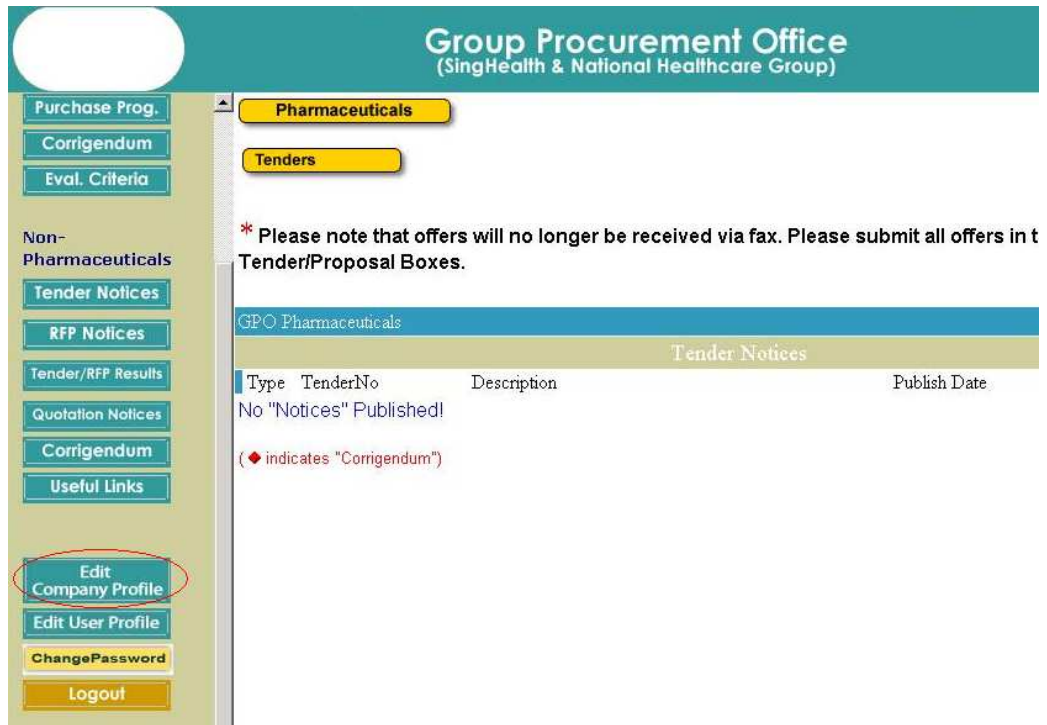 Group Procurement Office
(SingHealth & National Healthcare Group)
Purchase Prog.
Corrigendum
Eval. Criteria
Non-
Pharmaceuticals
Tender Notices
RFP Notices
Tender/RFP Results
Quotation Notices
Corrigendum
Useful Links
Edit
Company Profile
Edit User Profile
ChangePassword
Logout
Pharmaceuticals
Tenders
* Please note that offers will no longer be received via fax. Please submit all offers in t
Tender/Proposal Boxes.
GPO Pharmaceuticals
Tender Notices
Type TenderNo Description Publish Date
No "Notices" Published!
(◆ indicates "Corrigendum")